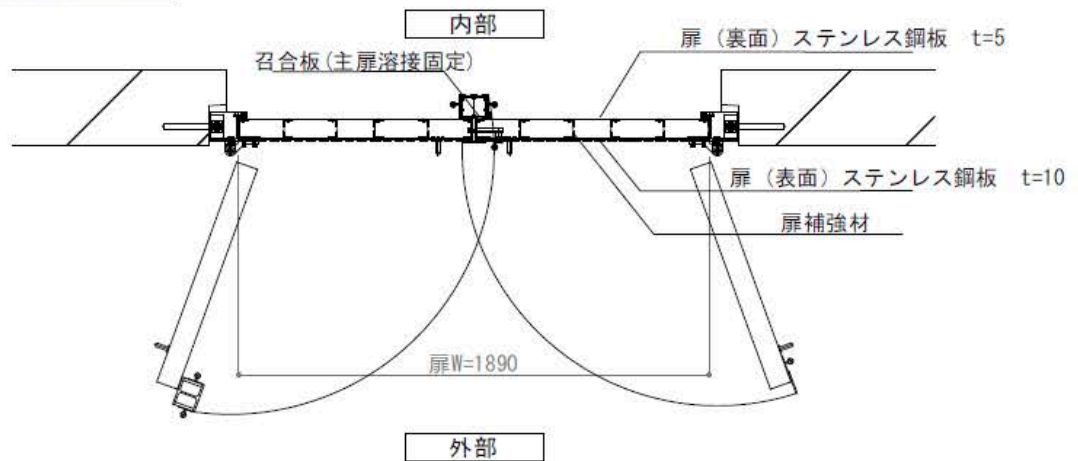 内部
扉（裏面）ステンレス鋼板　t=5
召合板(主扉溶接固定)
扉（表面）ステンレス鋼板　t=10
扉補強材
扉W=1890
外部